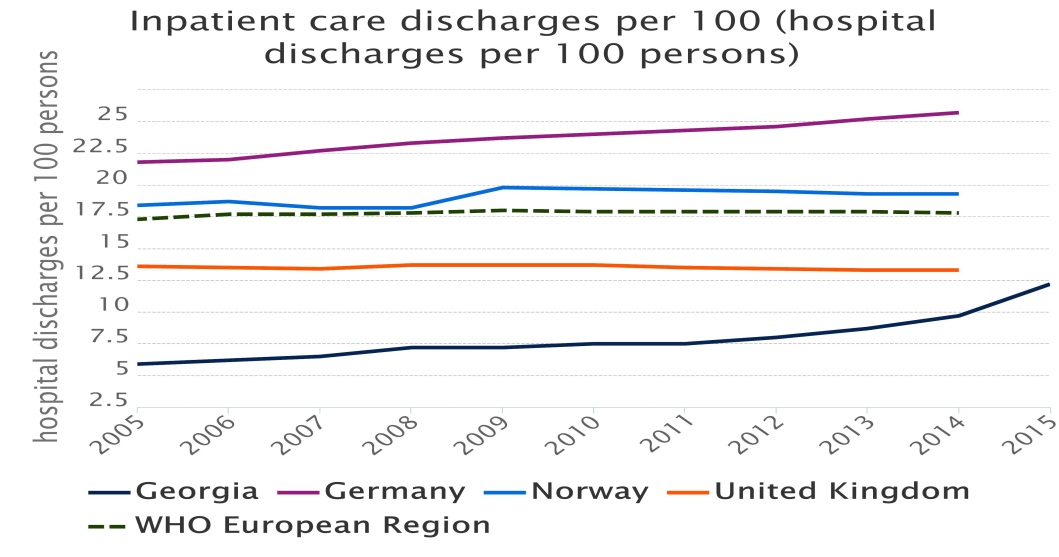 Inpatient care discharges per 100 (hospital
discharges per 100 persons)
hospital discharges per 100 persons
25
22.5
20
17.5
15
12.5
10
7.5
5
2.5
2005 2006 2007 2008 2009 2010 2011 2012 2013 2014 2015
Georgia Germany Norway United Kingdom
WHO European Region